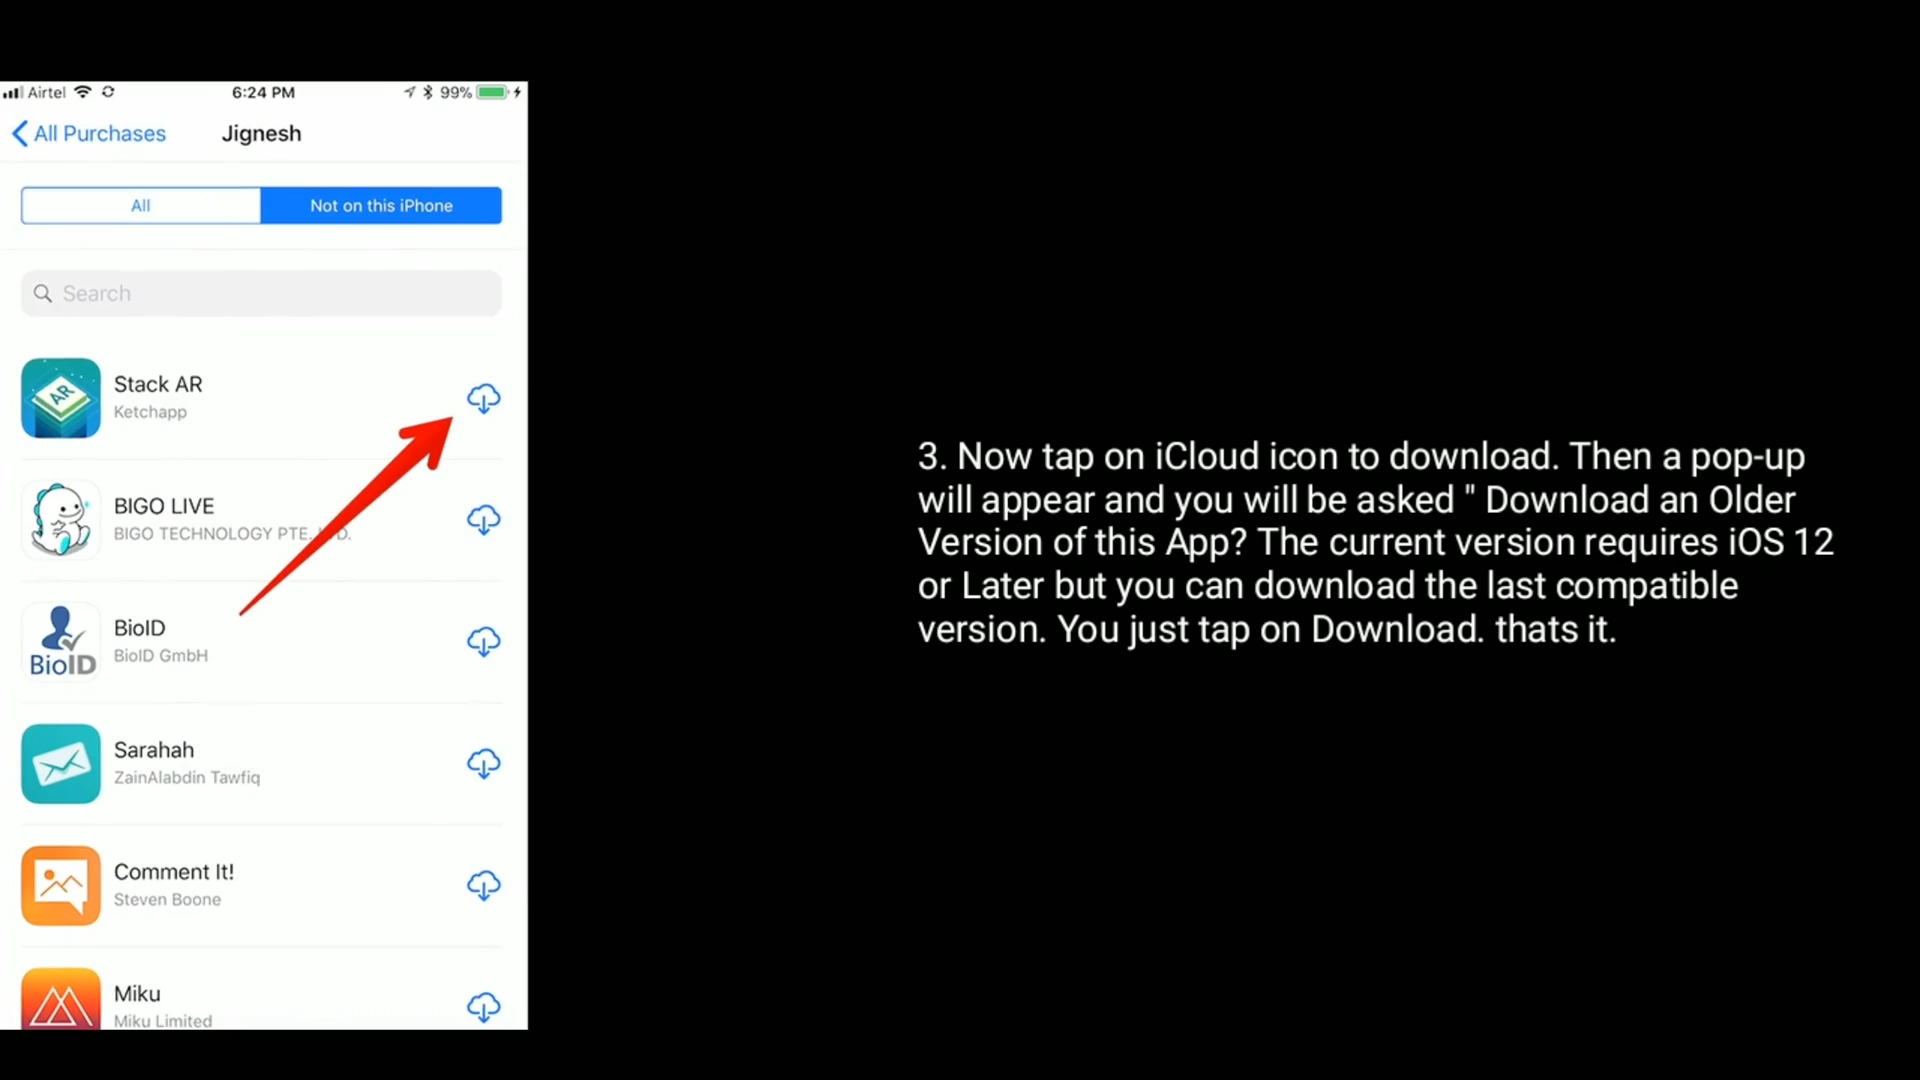 Airtel 6:24 PM 99%
All Purchases Jignesh
All Not on this iPhone
Search
AR
Stack AR
Ketchapp
BIGO LIVE
BIGO TECHNOLOGY PTE. LTD.
BioID
BioID
BioID GmbH
Sarahah
ZainAlabdin Tawfiq
Comment It!
Steven Boone
Miku
Miku Limited
3. Now tap on iCloud icon to download. Then a pop-up
will appear and you will be asked " Download an Older
Version of this App? The current version requires iOS 12
or Later but you can download the last compatible
version. You just tap on Download. thats it.